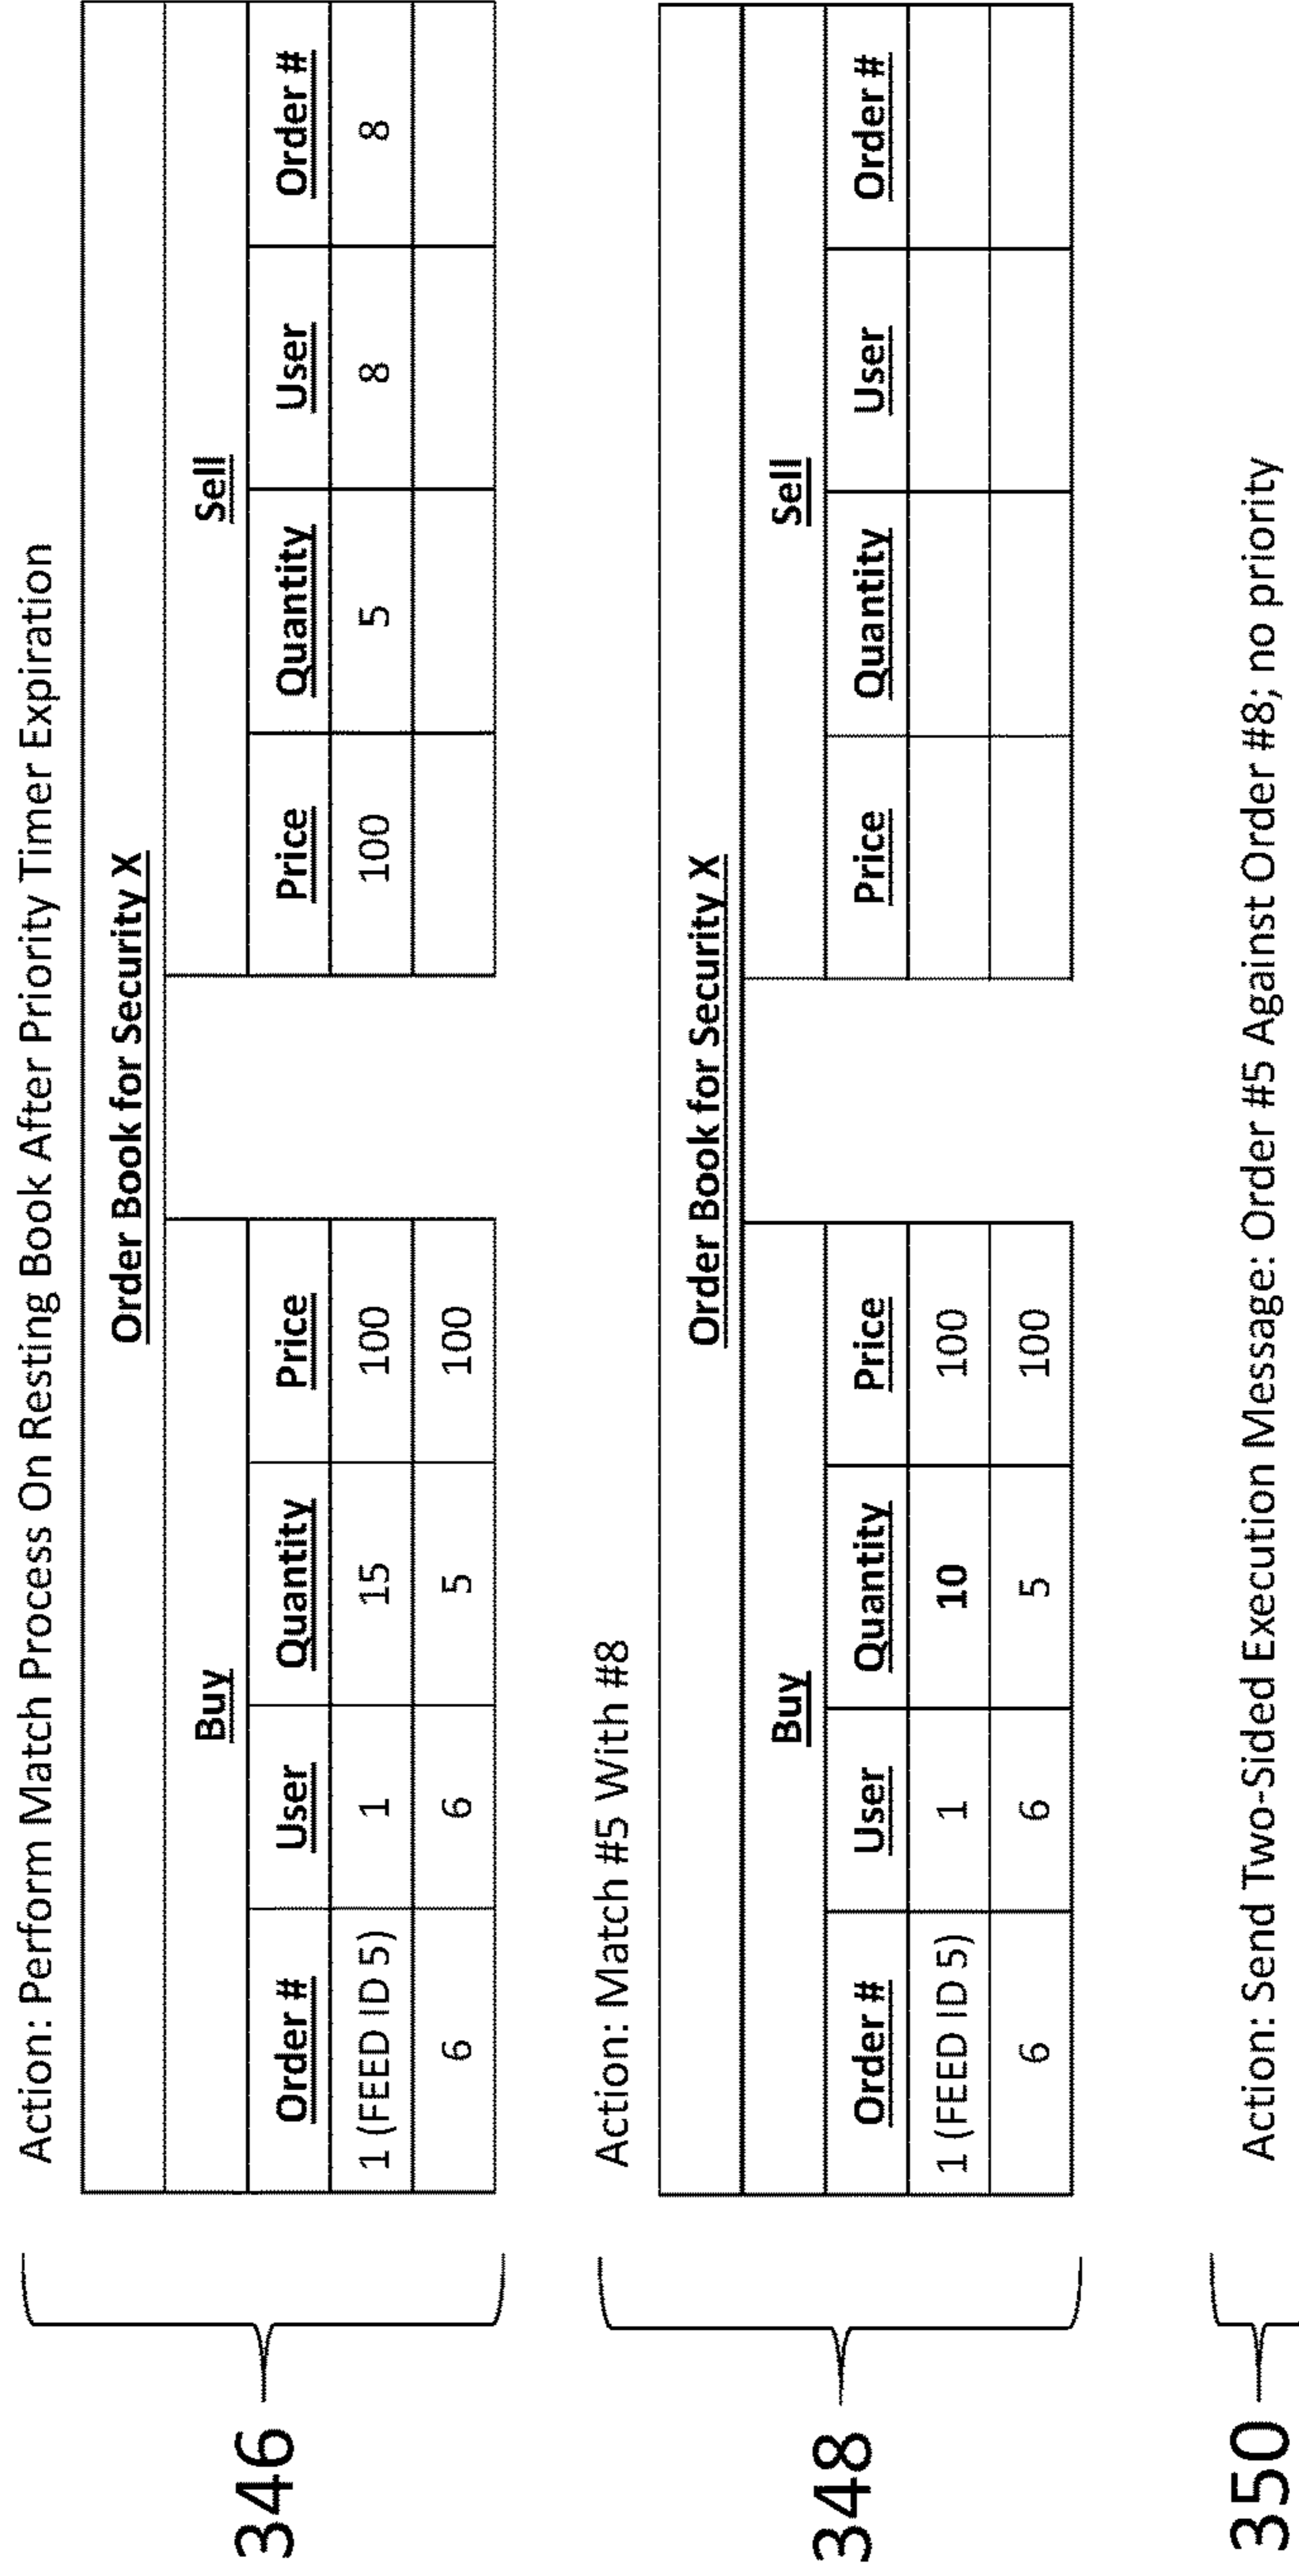 346
Action: Perform Match Process On Resting Book After Priority Timer Expiration
Order Book for Security X
Buy Sell
Order # User Quantity Price Price Quantity User Order #
1 (FEED ID 5) 1 15 100 100 5 8 8
6 6 5 100
348
Action: Match #5 With #8
Order Book for Security X
Buy Sell
Order # User Quantity Price Price Quantity User Order #
1 (FEED ID 5) 1 10 100
6 6 5 100
350
Action: Send Two-Sided Execution Message: Order #5 Against Order #8; no priority